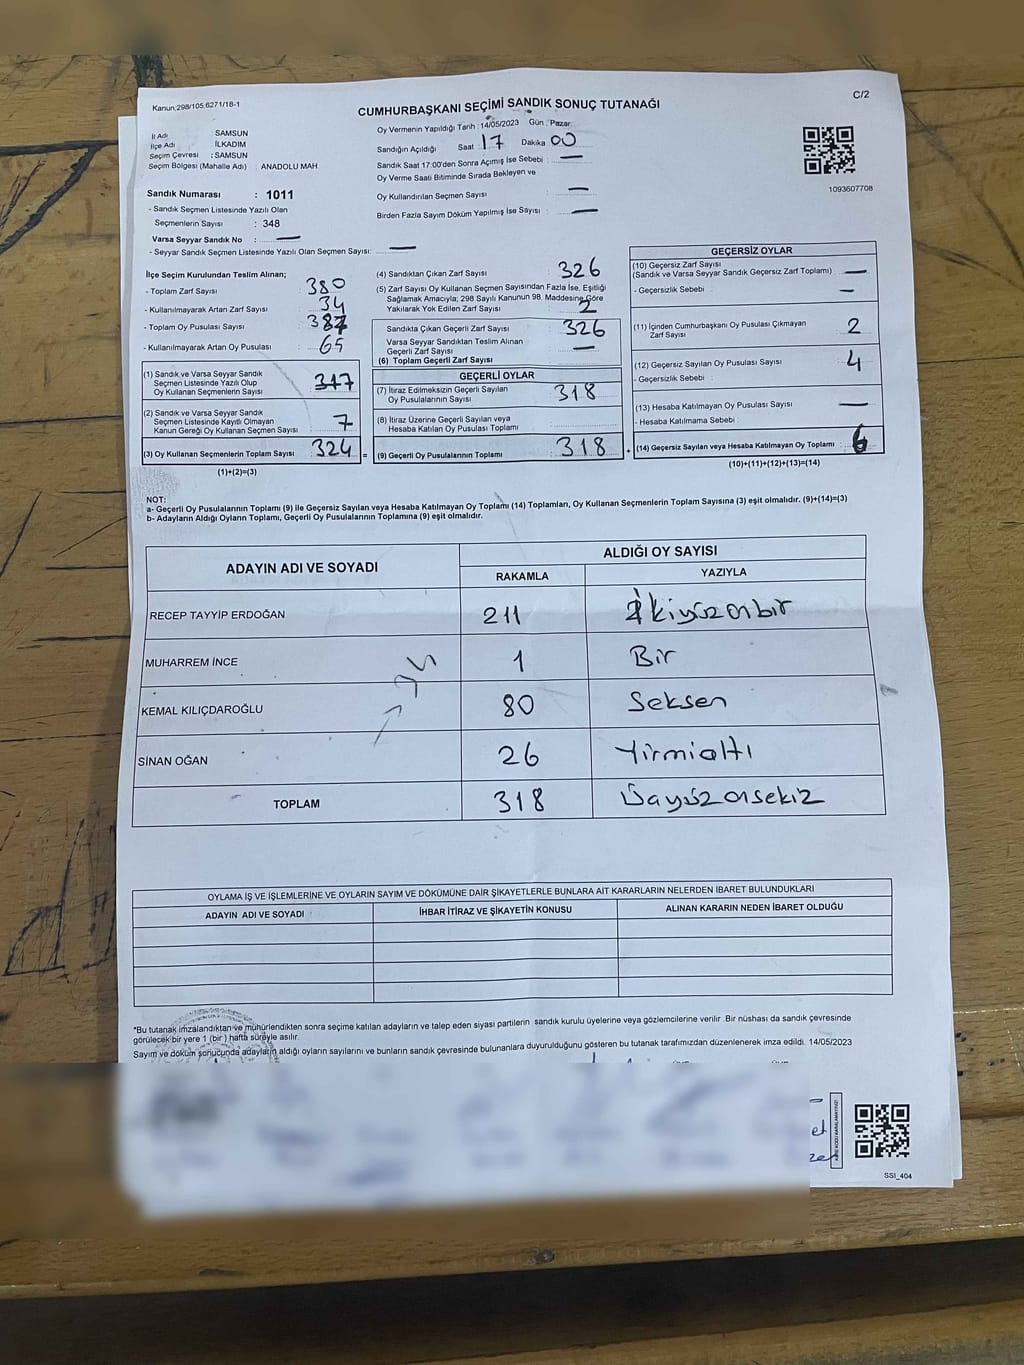 Kanun:298/105;6271/18-1
C/2
CUMHURBAŞKANI SEÇİMİ SANDIK SONUÇ TUTANAĞI
İl Adı SAMSUN
İlçe Adı İLKADIM
Seçim Çevresi : SAMSUN
Seçim Bölgesi (Mahalle Adı) : ANADOLU MAH.
Sandık Numarası : 1011
- Sandık Seçmen Listesinde Yazılı Olan
Seçmenlerin Sayısı : 348
Varsa Seyyar Sandık No : —
- Seyyar Sandık Seçmen Listesinde Yazılı Olan Seçmen Sayısı: —
Oy Vermenin Yapıldığı Tarih :14/05/2023 Gün : Pazar
Sandığın Açıldığı Saat : 17 Dakika 00
Sandık Saat 17:00'den Sonra Açımış İse Sebebi : —
Oy Verme Saati Bitiminde Sırada Bekleyen ve
Oy Kullandırılan Seçmen Sayısı : —
Birden Fazla Sayım Döküm Yapılmış İse Sayısı : —
1093607708
İlçe Seçim Kurulundan Teslim Alınan;
- Toplam Zarf Sayısı : 380
- Kullanılmayarak Artan Zarf Sayısı : 34
- Toplam Oy Pusulası Sayısı :
- Kullanılmayarak Artan Oy Pusulası : 65
(1) Sandık ve Varsa Seyyar Sandık
Seçmen Listesinde Yazılı Olup
Oy Kullanan Seçmenlerin Sayısı : 317
(2) Sandık ve Varsa Seyyar Sandık
Seçmen Listesinde Kayıtlı Olmayan
Kanun Gereği Oy Kullanan Seçmen Sayısı : 7
(3) Oy Kullanan Seçmenlerin Toplam Sayısı : 324
(1)+(2)=(3)
(4) Sandıktan Çıkan Zarf Sayısı : 326
(5) Zarf Sayısı Oy Kullanan Seçmen Sayısından Fazla İse, Eşitliği
Sağlamak Amacıyla; 298 Sayılı Kanunun 98. Maddesine Göre
Yakılarak Yok Edilen Zarf Sayısı : 2
Sandıkta Çıkan Geçerli Zarf Sayısı : 326
Varsa Seyyar Sandıktan Teslim Alınan
Geçerli Zarf Sayısı : —
(6) Toplam Geçerli Zarf Sayısı
GEÇERLİ OYLAR
(7) İtiraz Edilmeksizin Geçerli Sayılan
Oy Pusulalarının Sayısı : 318
(8) İtiraz Üzerine Geçerli Sayılan veya
Hesaba Katılan Oy Pusulası Toplamı :
= (9) Geçerli Oy Pusulalarının Toplamı : 318 +
GEÇERSİZ OYLAR
(10) Geçersiz Zarf Sayısı
(Sandık ve Varsa Seyyar Sandık Geçersiz Zarf Toplamı) : —
- Geçersizlik Sebebi : —
(11) İçinden Cumhurbaşkanı Oy Pusulası Çıkmayan
Zarf Sayısı : 2
(12) Geçersiz Sayılan Oy Pusulası Sayısı : 4
- Geçersizlik Sebebi :
(13) Hesaba Katılmayan Oy Pusulası Sayısı : —
- Hesaba Katılmama Sebebi :
(14) Geçersiz Sayılan veya Hesaba Katılmayan Oy Toplamı : 6
(10)+(11)+(12)+(13)=(14)
NOT:
a- Geçerli Oy Pusulalarının Toplamı (9) ile Geçersiz Sayılan veya Hesaba Katılmayan Oy Toplamı (14) Toplamları, Oy Kullanan Seçmenlerin Toplam Sayısına (3) eşit olmalıdır. (9)+(14)=(3)
b- Adayların Aldığı Oyların Toplamı, Geçerli Oy Pusulalarının Toplamına (9) eşit olmalıdır.
ADAYIN ADI VE SOYADI ALDIĞI OY SAYISI
RAKAMLA YAZIYLA
RECEP TAYYİP ERDOĞAN 211 İkiyüzonbir
MUHARREM İNCE 1 Bir
KEMAL KILIÇDAROĞLU 80 Seksen
SİNAN OĞAN 26 Yirmialtı
TOPLAM 318 Üçyüzonsekiz
OYLAMA İŞ VE İŞLEMLERİNE VE OYLARIN SAYIM VE DÖKÜMÜNE DAİR ŞİKAYETLERLE BUNLARA AİT KARARLARIN NELERDEN İBARET BULUNDUKLARI
ADAYIN ADI VE SOYADI İHBAR İTİRAZ VE ŞİKAYETİN KONUSU ALINAN KARARIN NEDEN İBARET OLDUĞU
*Bu tutanak imzalandıktan ve mühürlendikten sonra seçime katılan adayların ve talep eden siyasi partilerin sandık kurulu üyelerine veya gözlemcilerine verilir .Bir nüshası da sandık çevresinde
görülecek bir yere 1 (bir ) hafta süreyle asılır.
Sayım ve döküm sonucunda adayların aldığı oyların sayılarını ve bunların sandık çevresinde bulunanlara duyurulduğunu gösteren bu tutanak tarafımızdan düzenlenerek imza edildi. 14/05/2023
SSI_404